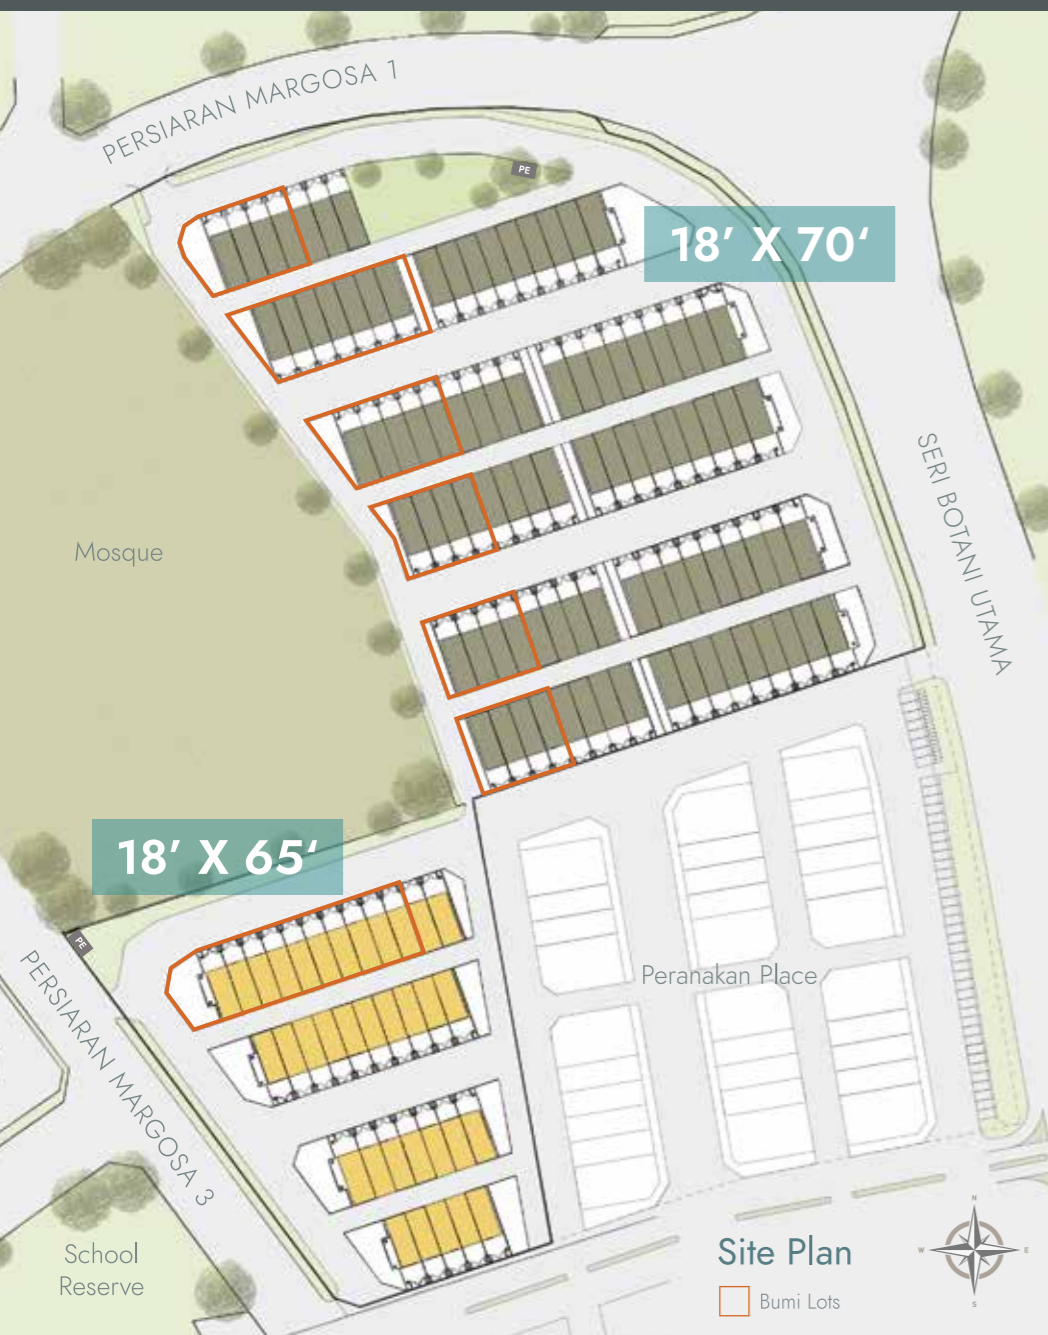 PERSIARAN MARGOSA 1
PE
18’ X 70‘
SERI BOTANI UTAMA
Mosque
18’ X 65‘
PE
PERSIARAN MARGOSA 3
Peranakan Place
School
Reserve
Site Plan
Bumi Lots
N
W
E
S